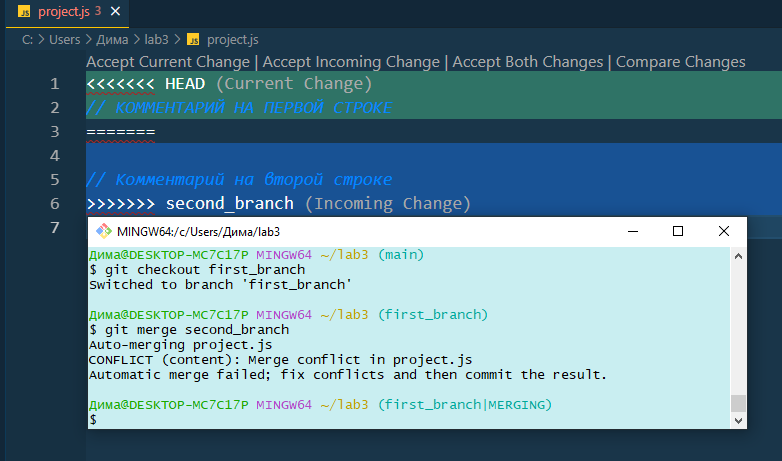 JS project.js 3 ×
C: > Users > Дима > lab3 > JS project.js
Accept Current Change | Accept Incoming Change | Accept Both Changes | Compare Changes
1 <<<<<<< HEAD (Current Change)
2 // КОММЕНТАРИЙ НА ПЕРВОЙ СТРОКЕ
3 =======
4
5 // Комментарий на второй строке
6 >>>>>>> second_branch (Incoming Change)
7
MINGW64:/c/Users/Дима/lab3
Дима@DESKTOP-MC7C17P MINGW64 ~/lab3 (main)
$ git checkout first_branch
Switched to branch 'first_branch'
Дима@DESKTOP-MC7C17P MINGW64 ~/lab3 (first_branch)
$ git merge second_branch
Auto-merging project.js
CONFLICT (content): Merge conflict in project.js
Automatic merge failed; fix conflicts and then commit the result.
Дима@DESKTOP-MC7C17P MINGW64 ~/lab3 (first_branch|MERGING)
$